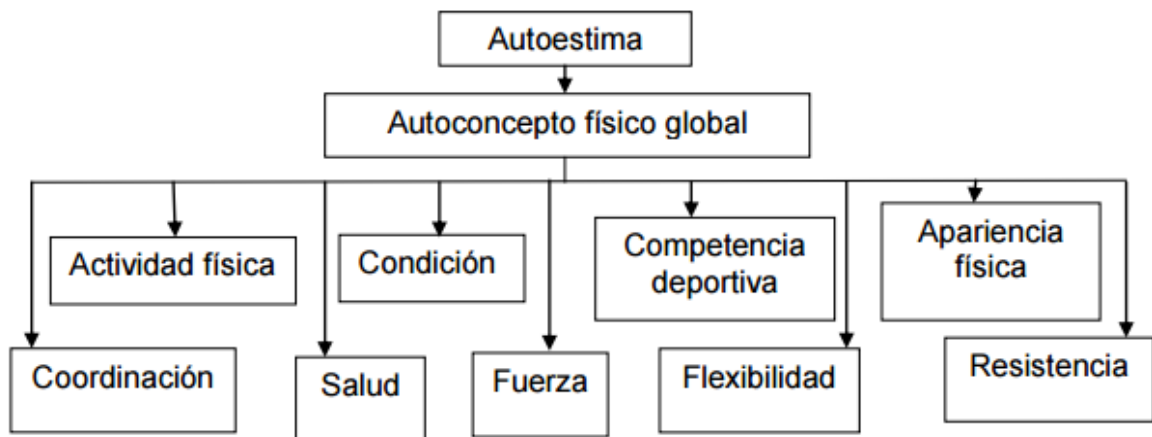 Autoestima
Autoconcepto físico global
Actividad física
Condición
Competencia
deportiva
Apariencia
física
Coordinación
Salud
Fuerza
Flexibilidad
Resistencia